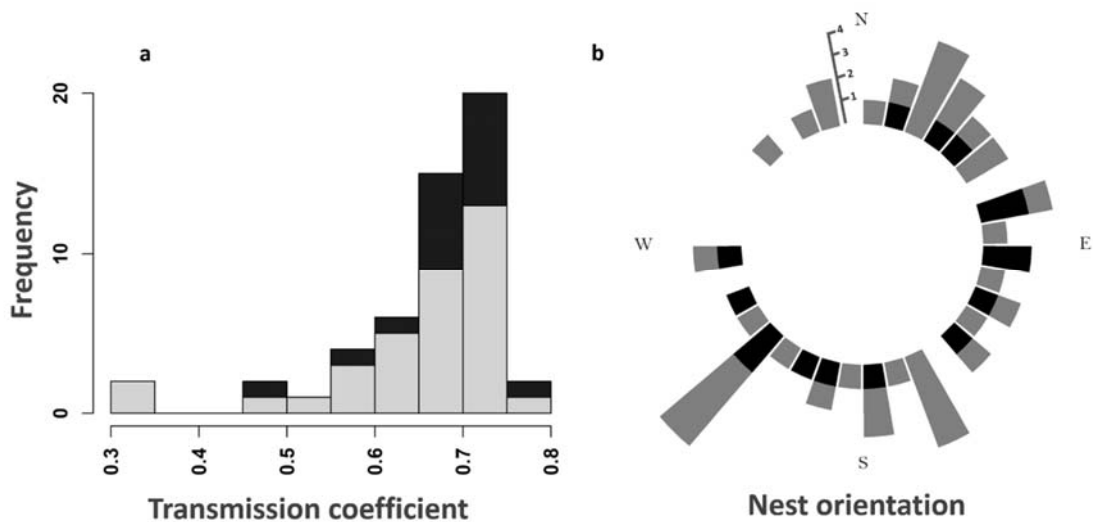 a
Frequency
20
10
0
0.3 0.4 0.5 0.6 0.7 0.8
Transmission coefficient
b
N
4
3
2
1
W
E
S
Nest orientation